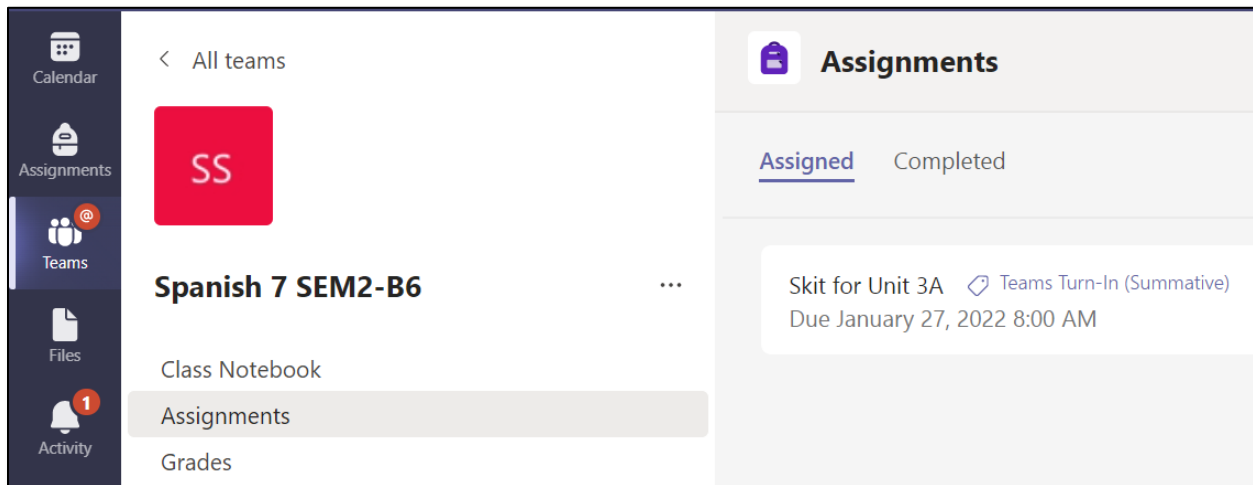 Calendar
Assignments
@
Teams
Files
1
Activity
All teams
SS
Spanish 7 SEM2-B6
...
Class Notebook
Assignments
Grades
Assignments
Assigned Completed
Skit for Unit 3A Teams Turn-In (Summative)
Due January 27, 2022 8:00 AM